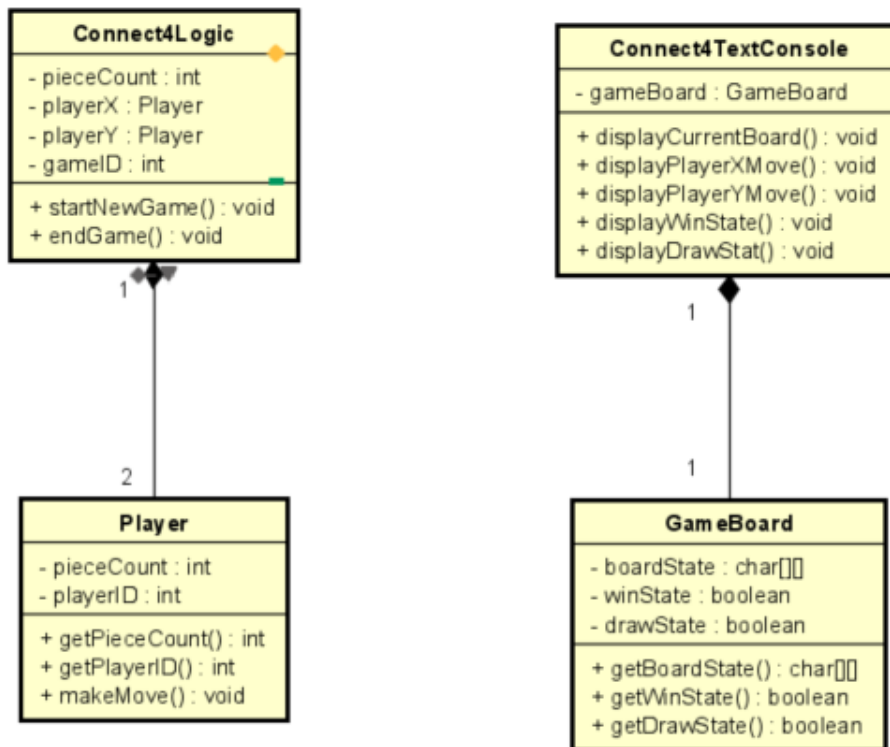 Connect4Logic
- pieceCount : int
- playerX : Player
- playerY : Player
- gameID : int
+ startNewGame() : void
+ endGame() : void
1
2
Player
- pieceCount : int
- playerID : int
+ getPieceCount() : int
+ getPlayerID() : int
+ makeMove() : void
Connect4TextConsole
- gameBoard : GameBoard
+ displayCurrentBoard() : void
+ displayPlayerXMove() : void
+ displayPlayerYMove() : void
+ displayWinState() : void
+ displayDrawStat() : void
1
1
GameBoard
- boardState : char[][]
- winState : boolean
- drawState : boolean
+ getBoardState() : char[][]
+ getWinState() : boolean
+ getDrawState() : boolean